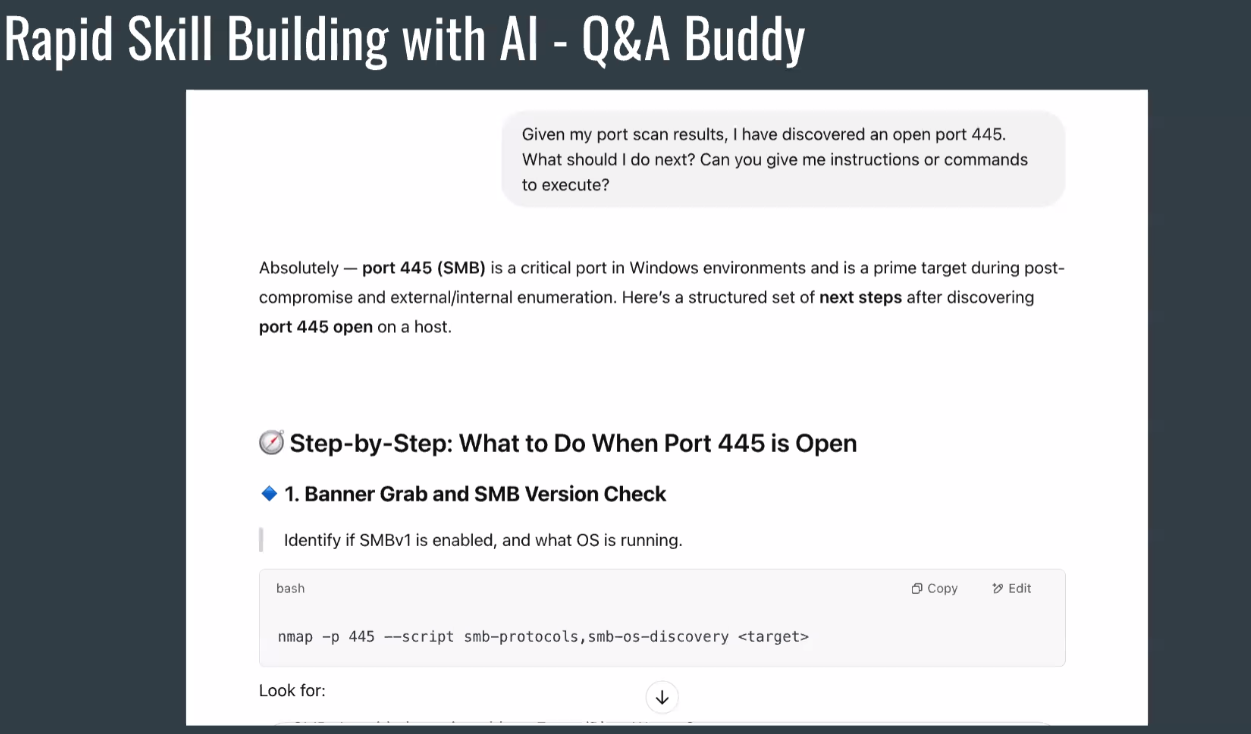 Rapid Skill Building with AI - Q&A Buddy
Given my port scan results, I have discovered an open port 445.
What should I do next? Can you give me instructions or commands
to execute?
Absolutely — port 445 (SMB) is a critical port in Windows environments and is a prime target during post-
compromise and external/internal enumeration. Here's a structured set of next steps after discovering
port 445 open on a host.
Step-by-Step: What to Do When Port 445 is Open
1. Banner Grab and SMB Version Check
Identify if SMBv1 is enabled, and what OS is running.
bash
Copy
Edit
nmap -p 445 --script smb-protocols,smb-os-discovery <target>
Look for: